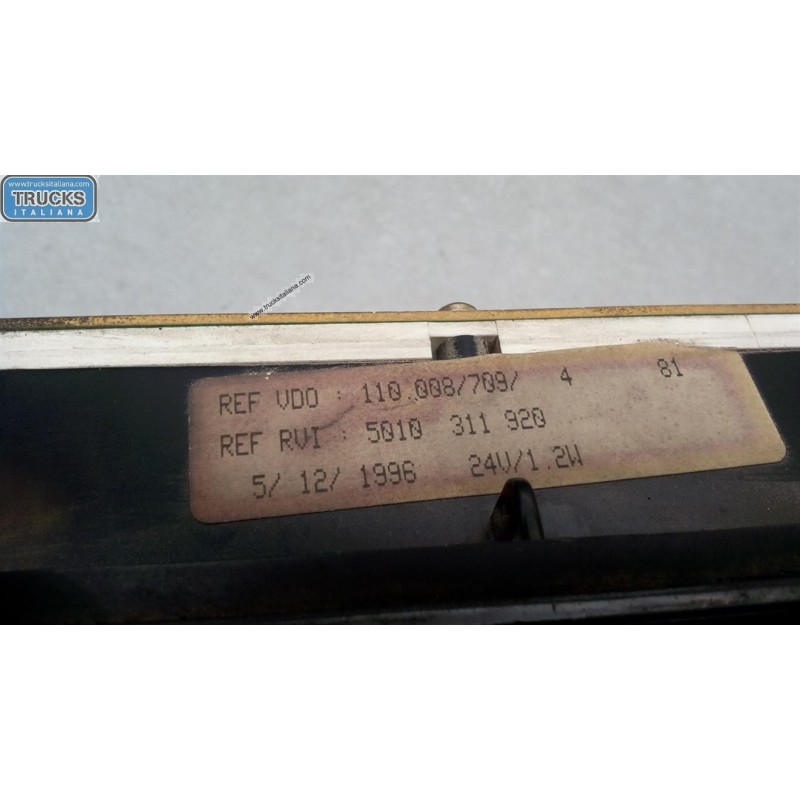 www.trucksitaliana.com
TRUCKS
ITALIANA
www.trucksitaliana.com
REF VDO : 110.008/709/ 4 81
REF RVI : 5010 311 920
5/ 12/ 1996 24V/1.2W